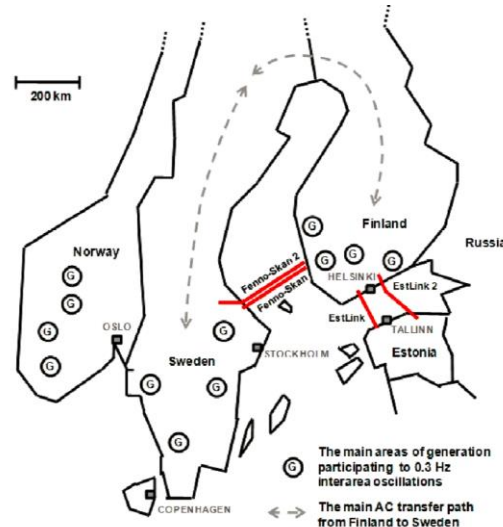 200 km
Finland
G
G
G
Norway
Russia
G
G
G
G
OSLO
Fenno-Skan 2
Fenno-Skan
HELSINKI
EstLink 2
EstLink
TALLINN
Estonia
G
Sweden
STOCKHOLM
G
G
G
COPENHAGEN
G
The main areas of generation
participating to 0.3 Hz
interarea oscillations
The main AC transfer path
from Finland to Sweden